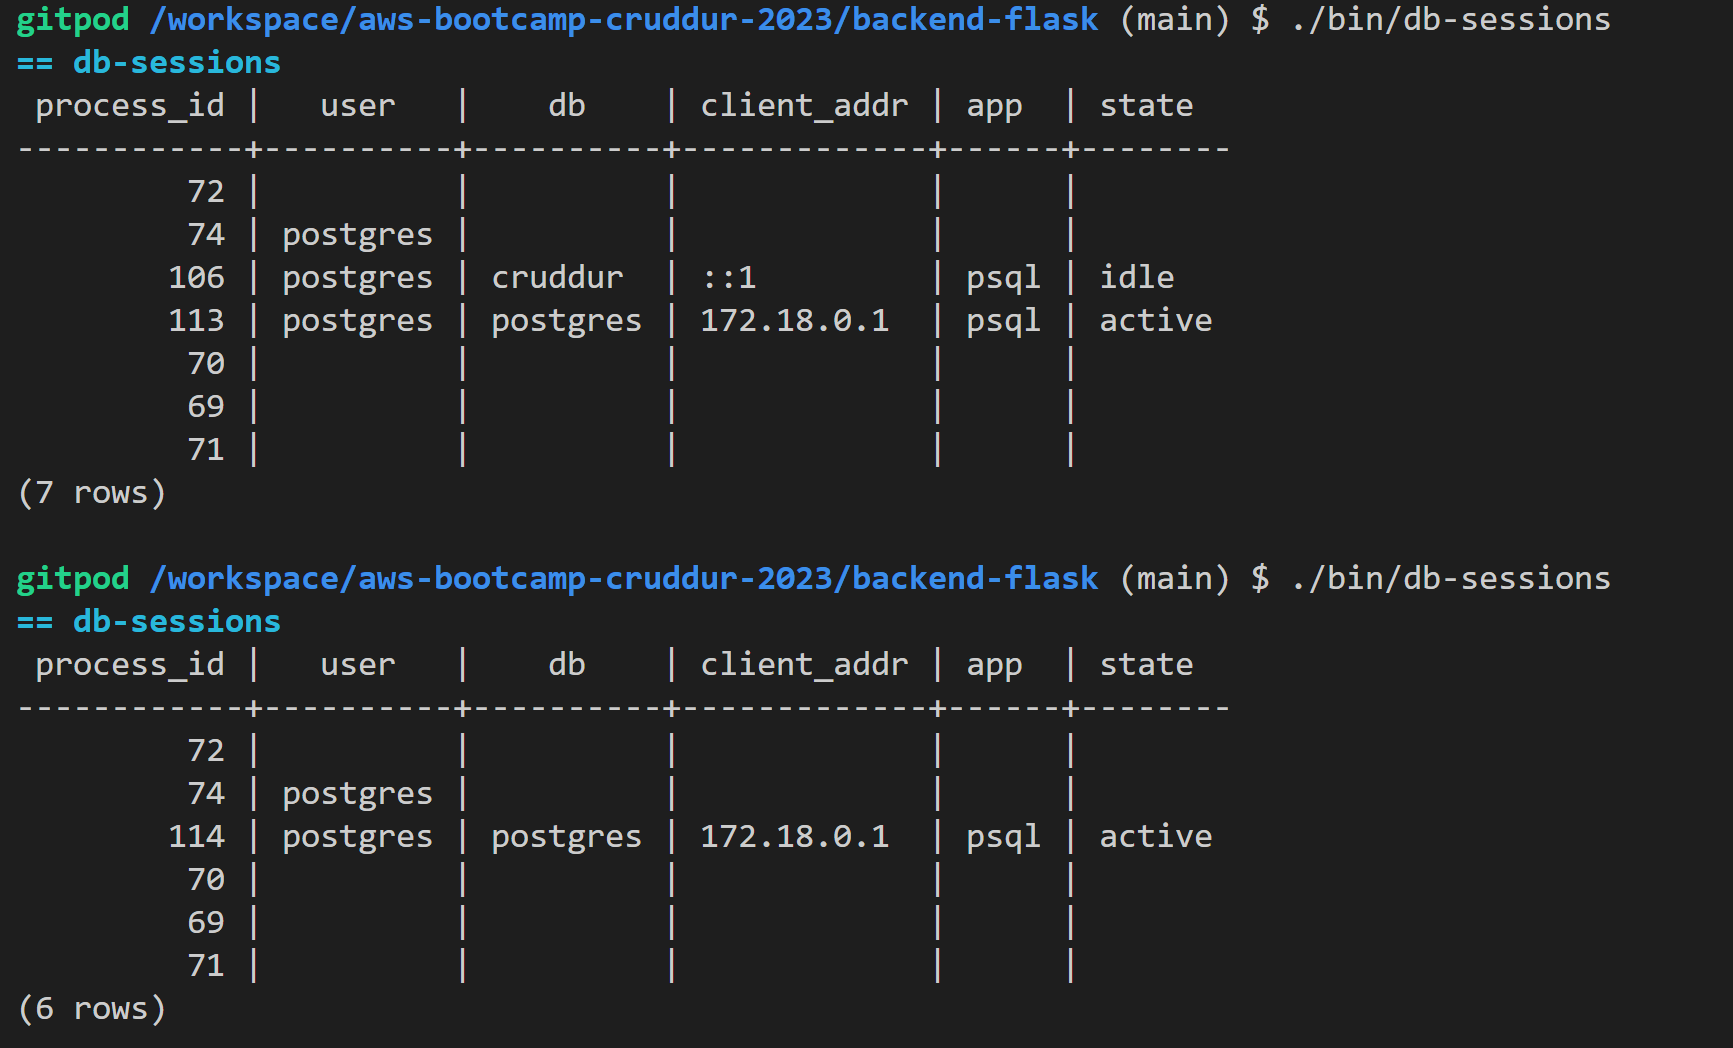 gitpod /workspace/aws-bootcamp-cruddur-2023/backend-flask (main) $ ./bin/db-sessions
== db-sessions
 process_id |   user   |    db    | client_addr | app  | state
------------+----------+----------+-------------+------+--------
         72 |          |          |             |      |
         74 | postgres |          |             |      |
        106 | postgres | cruddur  | ::1         | psql | idle
        113 | postgres | postgres | 172.18.0.1  | psql | active
         70 |          |          |             |      |
         69 |          |          |             |      |
         71 |          |          |             |      |
(7 rows)

gitpod /workspace/aws-bootcamp-cruddur-2023/backend-flask (main) $ ./bin/db-sessions
== db-sessions
 process_id |   user   |    db    | client_addr | app  | state
------------+----------+----------+-------------+------+--------
         72 |          |          |             |      |
         74 | postgres |          |             |      |
        114 | postgres | postgres | 172.18.0.1  | psql | active
         70 |          |          |             |      |
         69 |          |          |             |      |
         71 |          |          |             |      |
(6 rows)